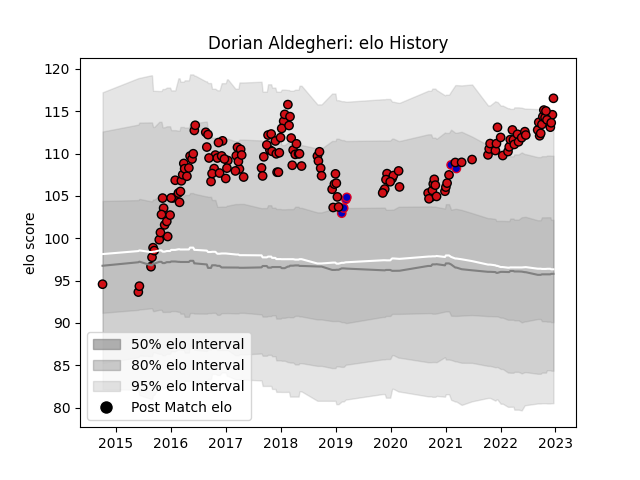 Dorian Aldegheri: elo History
elo score
120
115
110
105
100
95
90
85
80
50% elo Interval
80% elo Interval
95% elo Interval
Post Match elo
2015 2016 2017 2018 2019 2020 2021 2022 2023